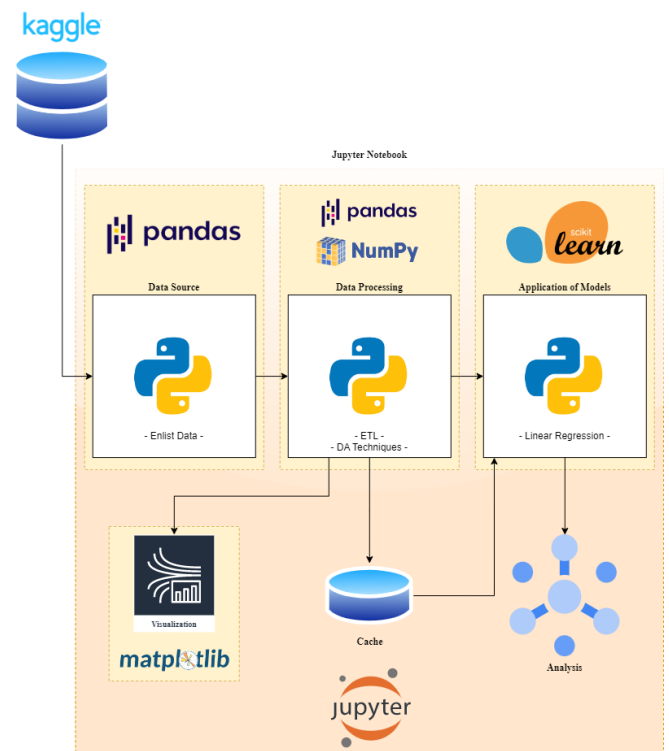 kaggle
Jupyter Notebook
pandas
Data Source
- Enlist Data -
pandas
NumPy
Data Processing
- ETL -
- DA Techniques -
scikit
learn
Application of Models
- Linear Regression -
Visualization
matplotlib
Cache
Analysis
jupyter